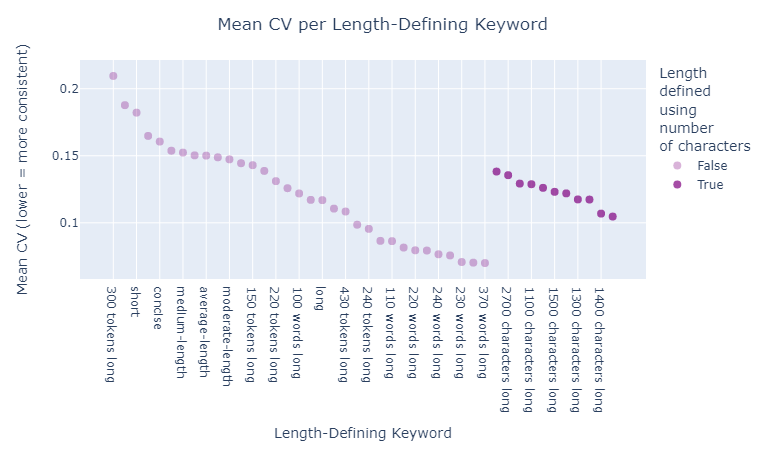 Mean CV per Length-Defining Keyword
Mean CV (lower = more consistent)
0.2
0.15
0.1
300 tokens long
short
concise
medium-length
average-length
moderate-length
150 tokens long
220 tokens long
100 words long
long
430 tokens long
240 tokens long
110 words long
220 words long
240 words long
230 words long
370 words long
2700 characters long
1100 characters long
1500 characters long
1300 characters long
1400 characters long
Length-Defining Keyword
Length
defined
using
number
of characters
False
True